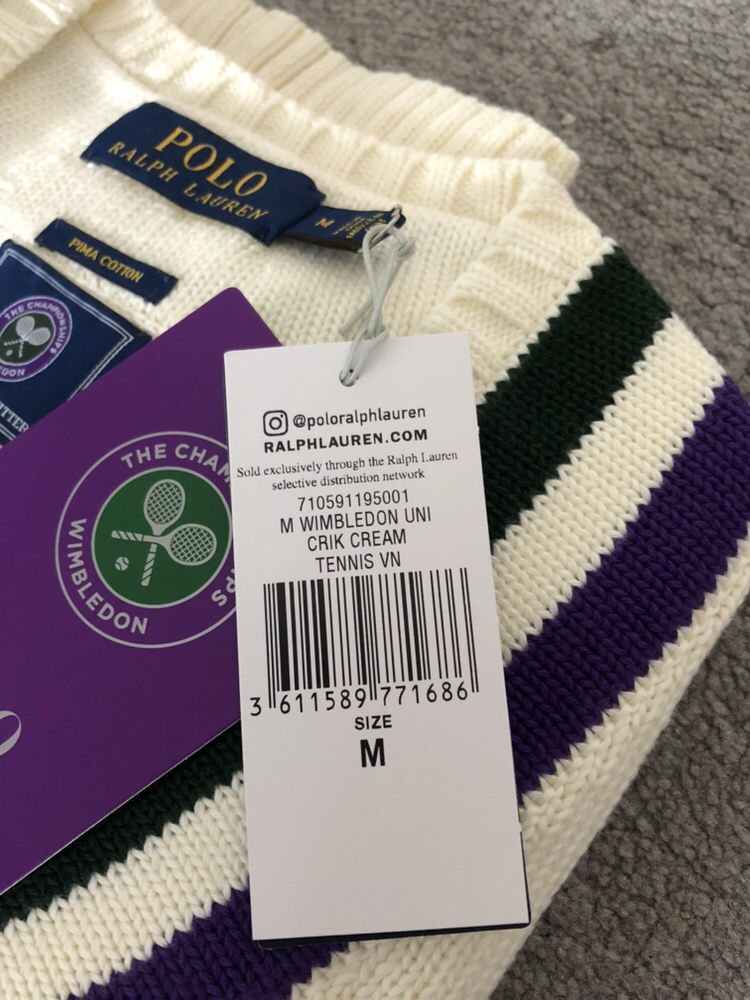 POLO
RALPH LAUREN
M
PIMA COTTON
THE CHAMPIONSHIPS
THE CHAM
PS
WIMBLEDON
@poloralphlauren
RALPHLAUREN.COM
Sold exclusively through the Ralph Lauren
selective distribution network
710591195001
M WIMBLEDON UNI
CRIK CREAM
TENNIS VN
3 611589 771686
SIZE
M